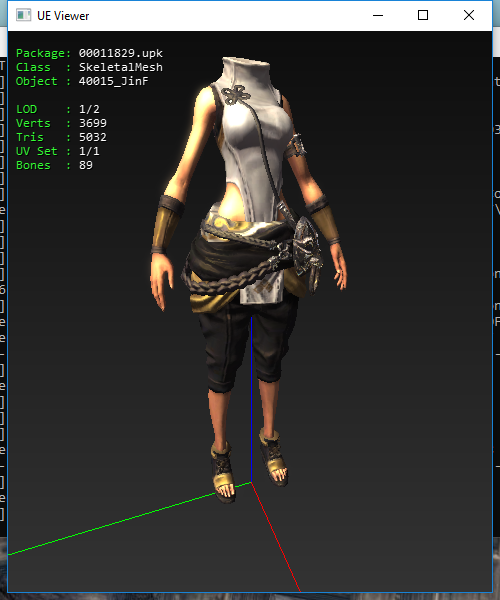 UE Viewer
Package: 00011829.upk
Class : SkeletalMesh
Object : 40015_JinF
LOD : 1/2
Verts : 3699
Tris : 5032
UV Set : 1/1
Bones : 89